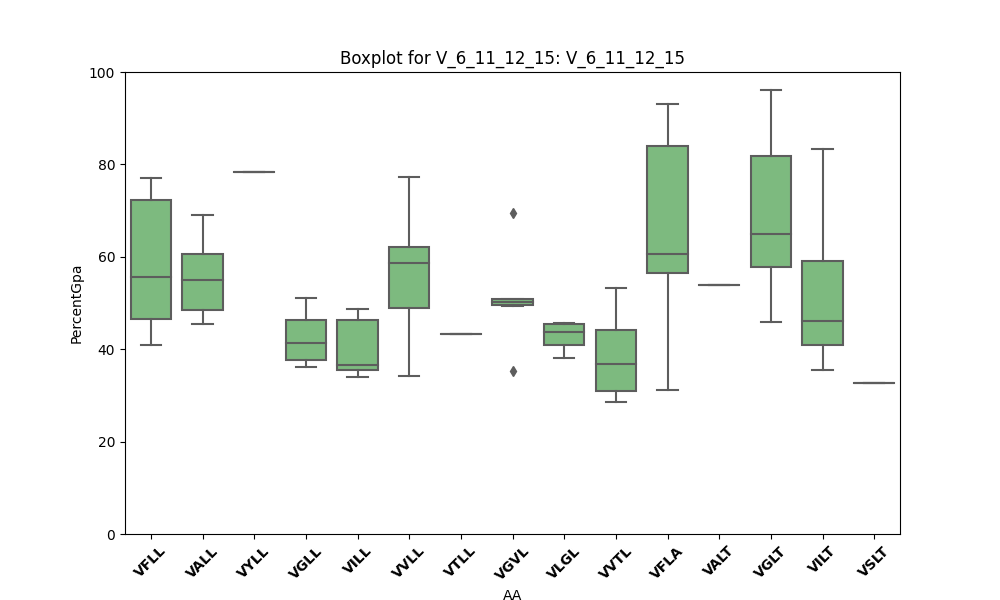 Boxplot for V_6_11_12_15: V_6_11_12_15
100
80
60
40
20
0
PercentGpa
VFLL VALL VYLL VGLL VILL VVLL VTLL VGVL VLGL VVTL VFLA VALT VGLT VILT VSLT
AA